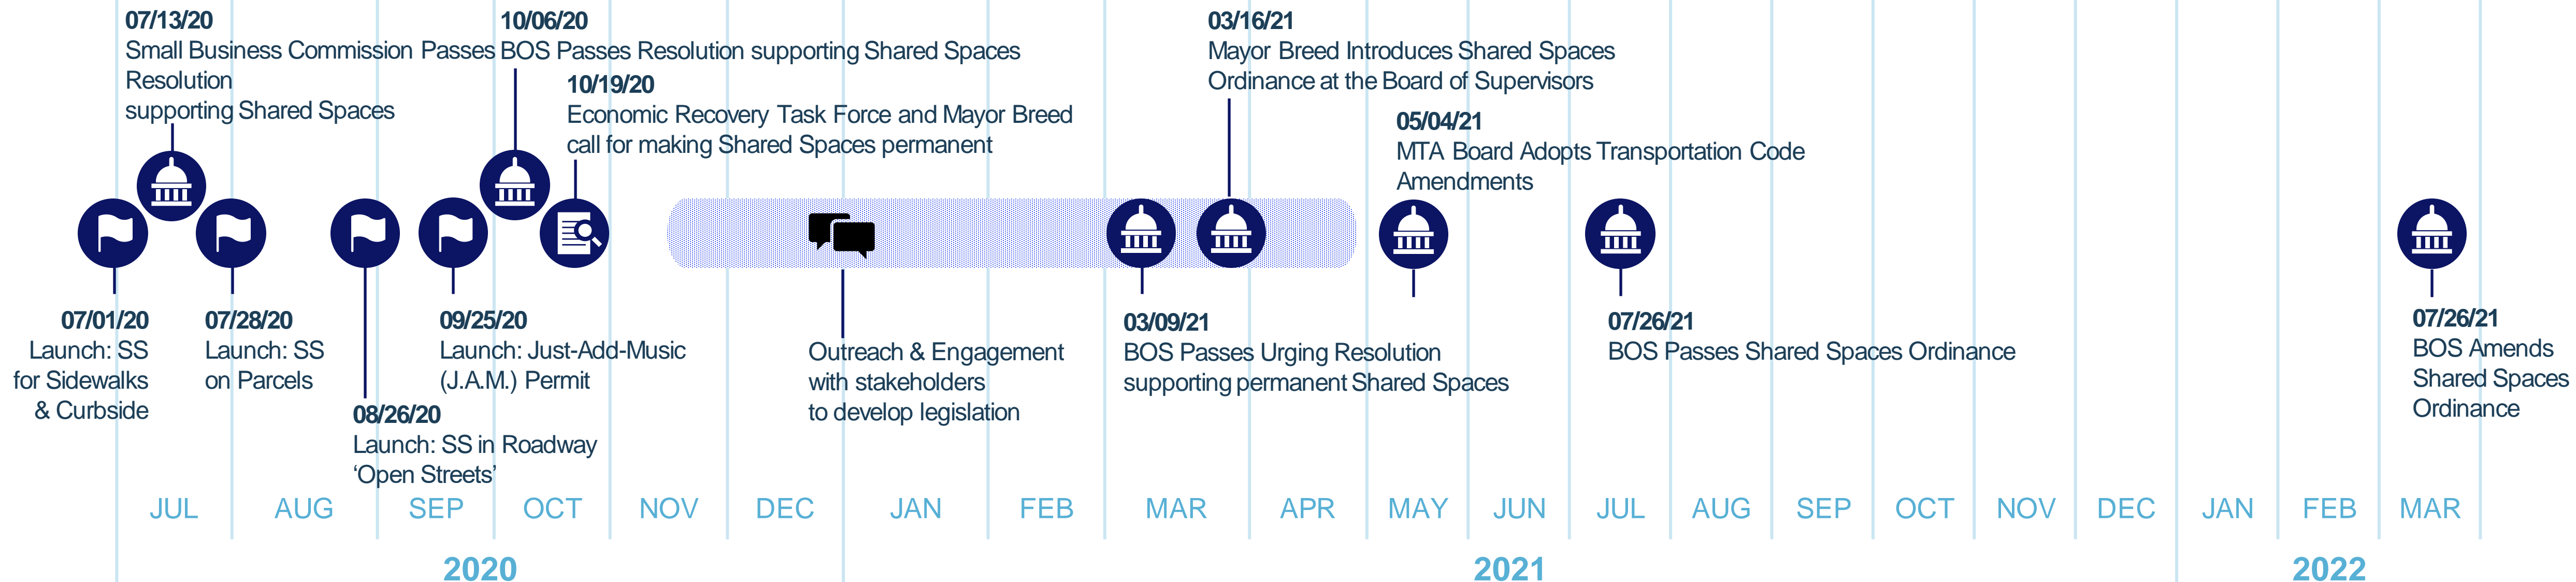 07/13/20
Small Business Commission Passes
Resolution
supporting Shared Spaces
10/06/20
BOS Passes Resolution supporting Shared Spaces
10/19/20
Economic Recovery Task Force and Mayor Breed
call for making Shared Spaces permanent
03/16/21
Mayor Breed Introduces Shared Spaces
Ordinance at the Board of Supervisors
05/04/21
MTA Board Adopts Transportation Code
Amendments
07/01/20
Launch: SS
for Sidewalks
& Curbside
07/28/20
Launch: SS
on Parcels
08/26/20
Launch: SS in Roadway
‘Open Streets’
09/25/20
Launch: Just-Add-Music
(J.A.M.) Permit
Outreach & Engagement
with stakeholders
to develop legislation
03/09/21
BOS Passes Urging Resolution
supporting permanent Shared Spaces
07/26/21
BOS Passes Shared Spaces Ordinance
07/26/21
BOS Amends
Shared Spaces
Ordinance
JUL AUG SEP OCT NOV DEC JAN FEB MAR APR MAY JUN JUL AUG SEP OCT NOV DEC JAN FEB MAR
2020 2021 2022